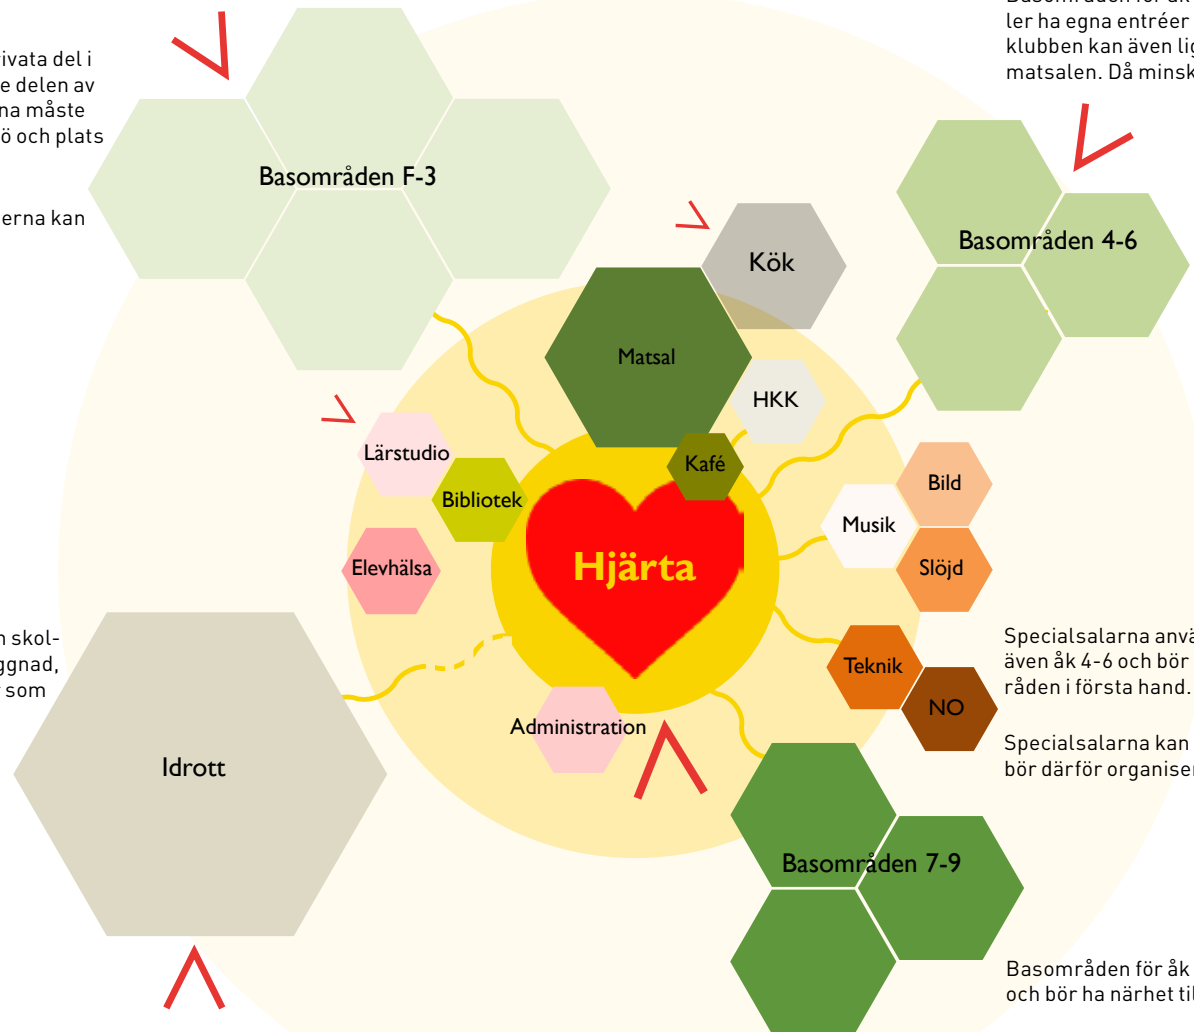 Basområden för åk
ler ha egna entréer
klubben kan även lig
matsalen. Då minsk
ivata del i
e delen av
na måste
ö och plats
erna kan
Basområden F-3
Basområden 4-6
Kök
Matsal
HKK
Kafé
Lärstudio
Bibliotek
Elevhälsa
Hjärta
Bild
Musik
Slöjd
Teknik
NO
Administration
n skol-
ggnad,
r som
Idrott
Specialsalarna anvä
även åk 4-6 och bör
råden i första hand.
Specialsalarna kan
bör därför organiser
Basområden 7-9
Basområden för åk
och bör ha närhet til